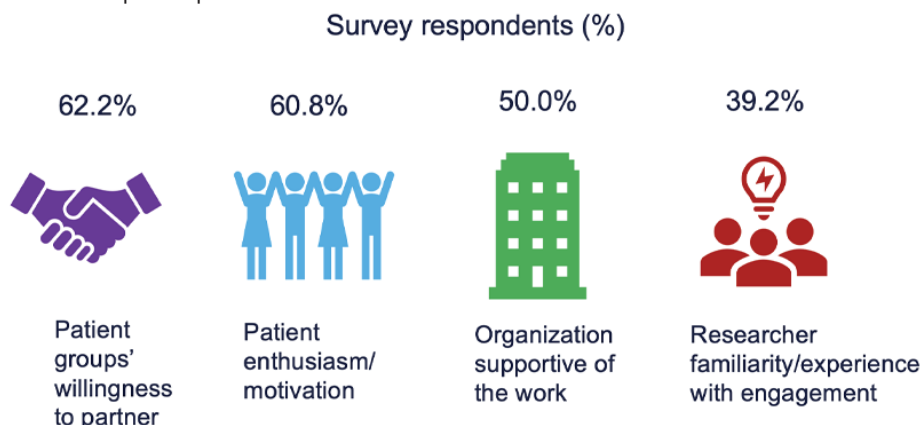 Survey respondents (%)
62.2%
60.8%
50.0%
39.2%
Patient
groups'
willingness
to partner
Patient
enthusiasm/
motivation
Organization
supportive of
the work
Researcher
familiarity/experience
with engagement